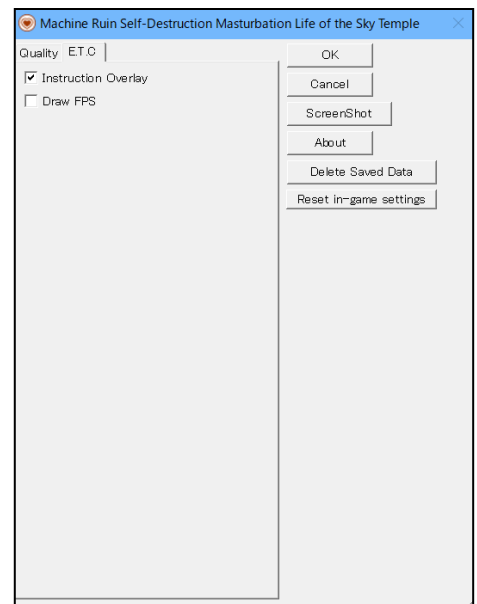 Machine Ruin Self-Destruction Masturbation Life of the Sky Temple
Quality E.T.C
Instruction Overlay
Draw FPS
OK
Cancel
ScreenShot
About
Delete Saved Data
Reset in-game settings